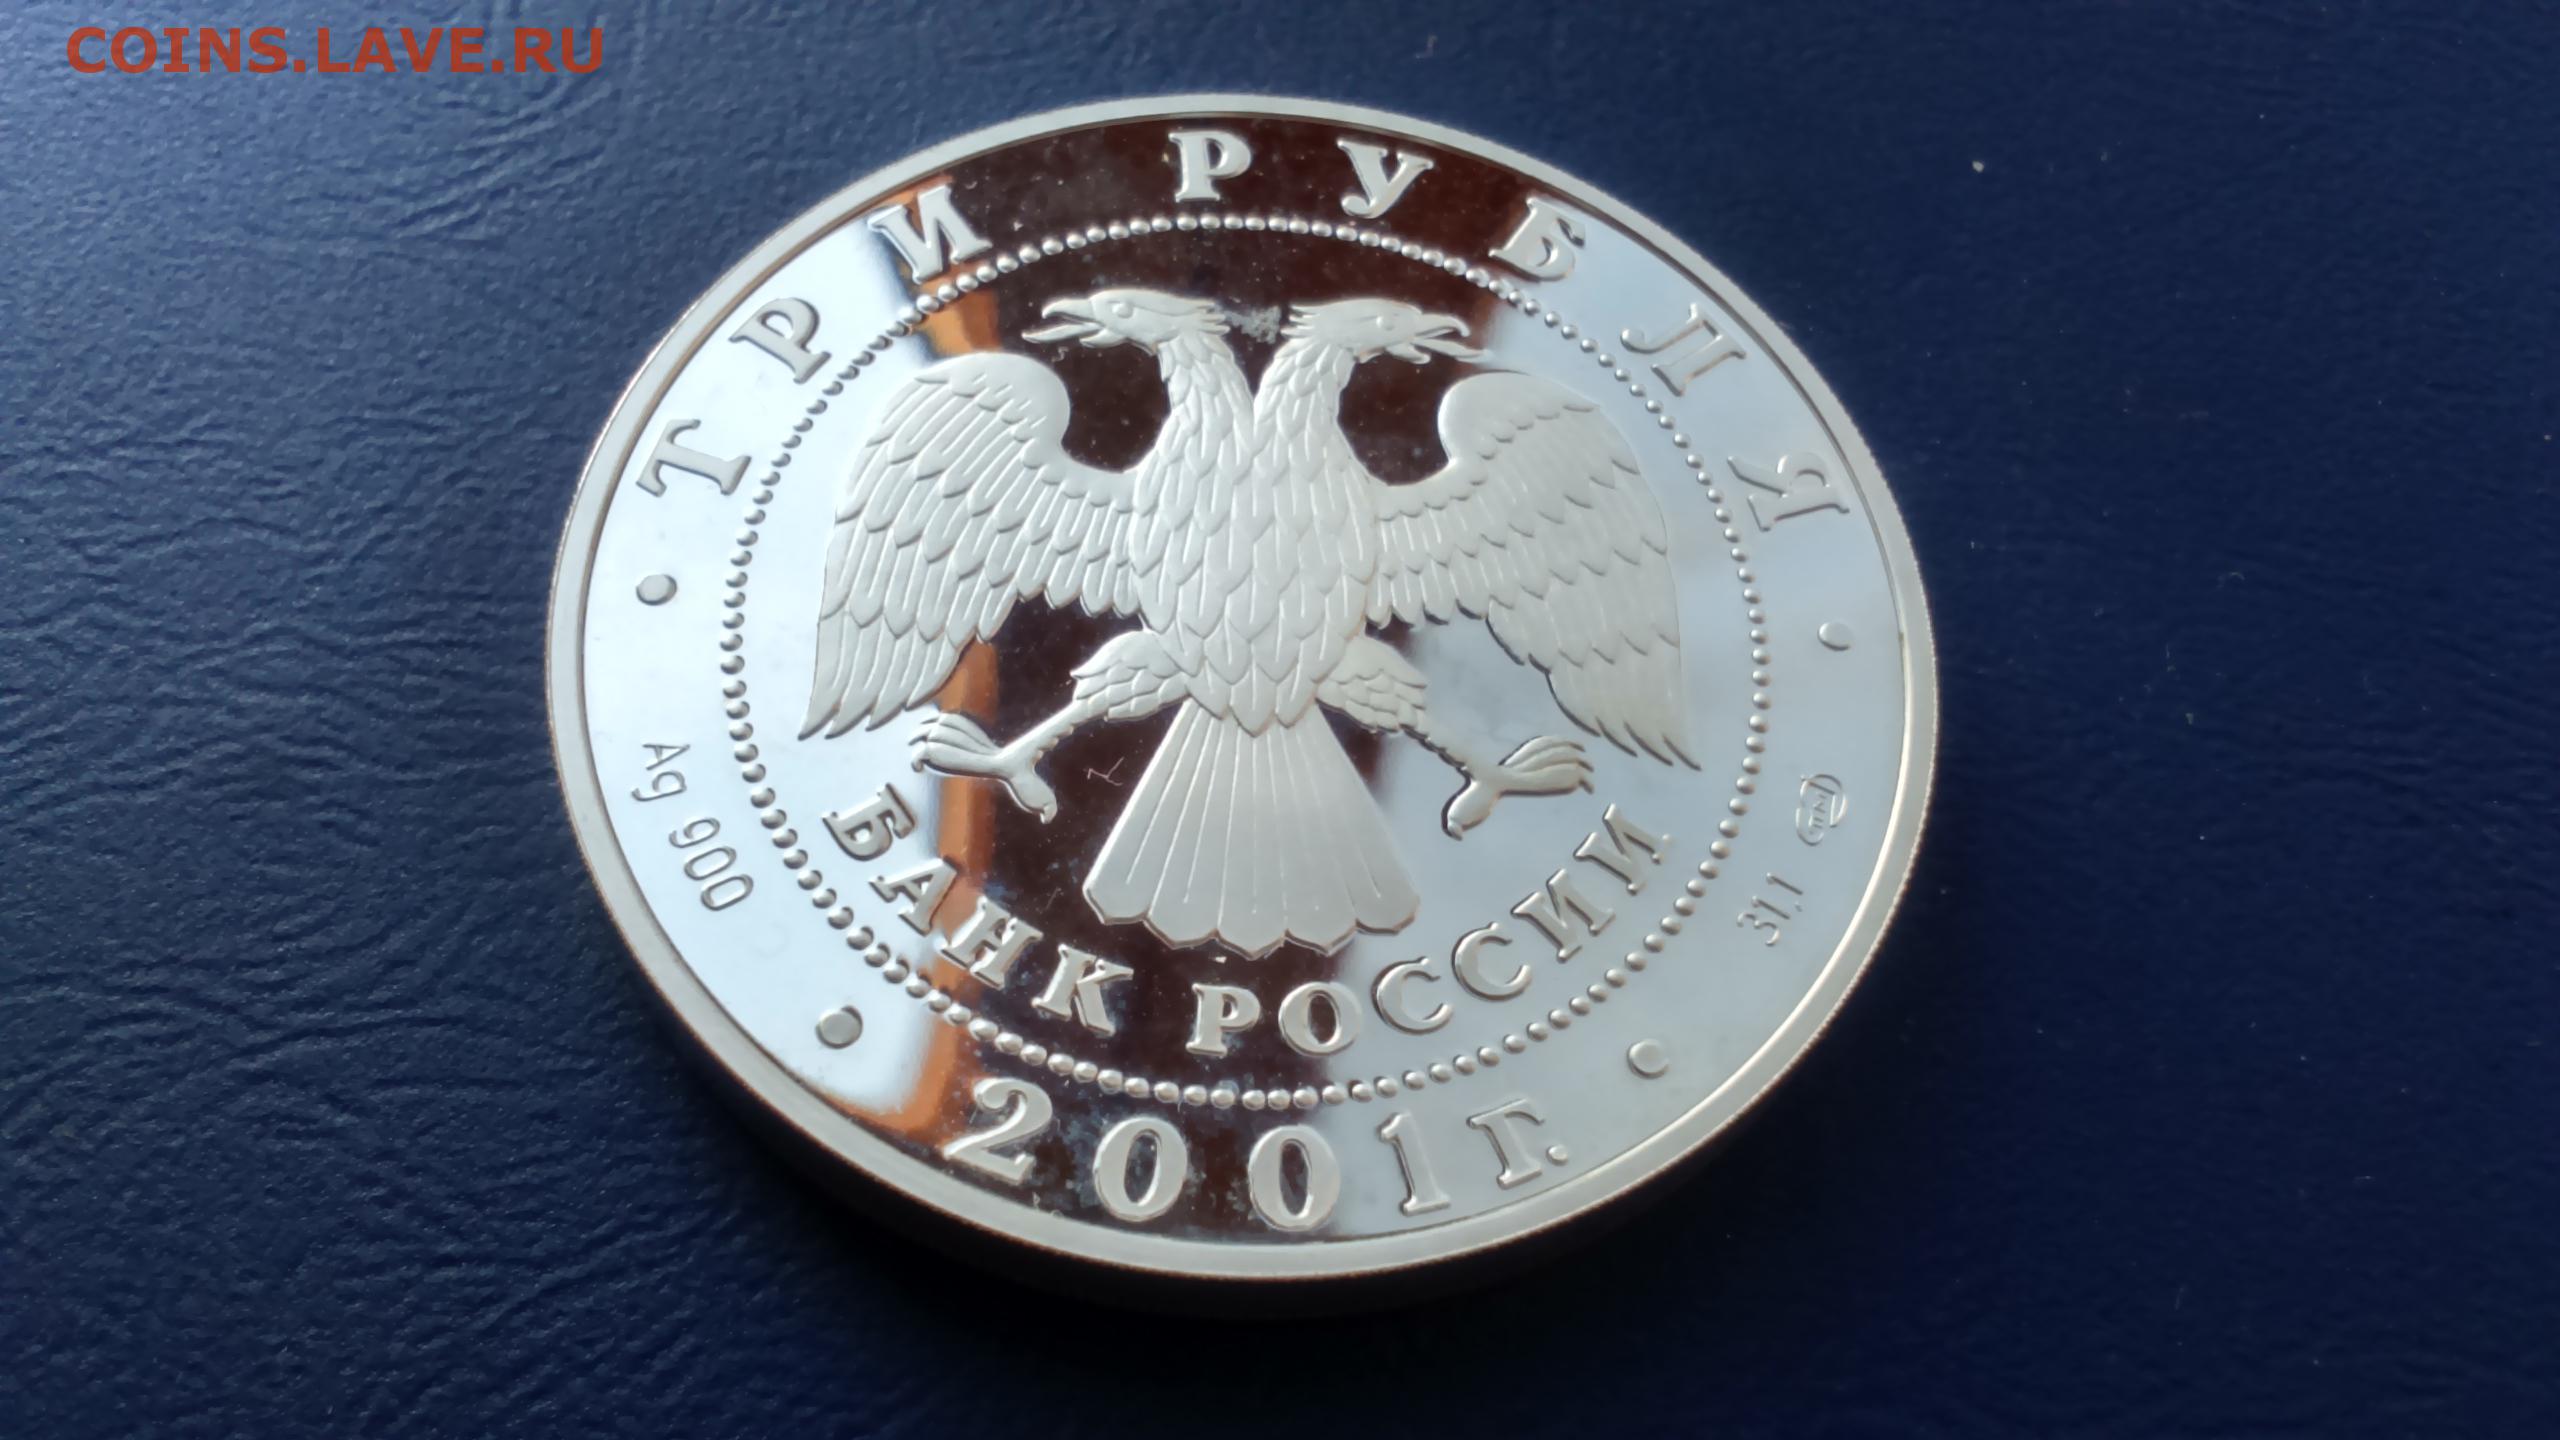 COINS.LAVE.RU
• ТРИ РУБЛЯ •
БАНК РОССИИ
Ag 900
31,1
• 2001 г. •